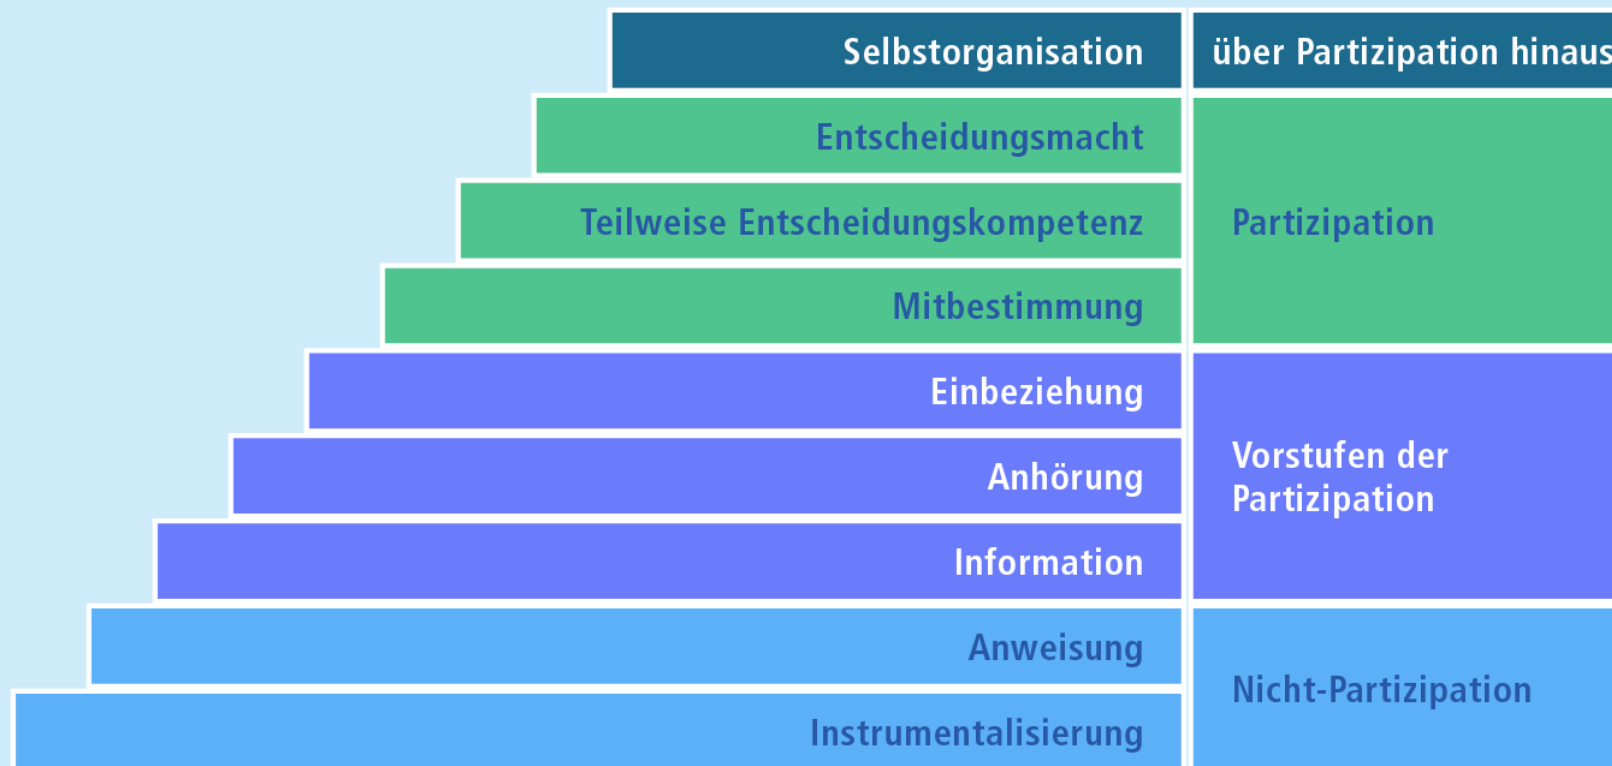 Selbstorganisation
über Partizipation hinaus
Entscheidungsmacht
Teilweise Entscheidungskompetenz
Partizipation
Mitbestimmung
Einbeziehung
Anhörung
Vorstufen der
Partizipation
Information
Anweisung
Nicht-Partizipation
Instrumentalisierung